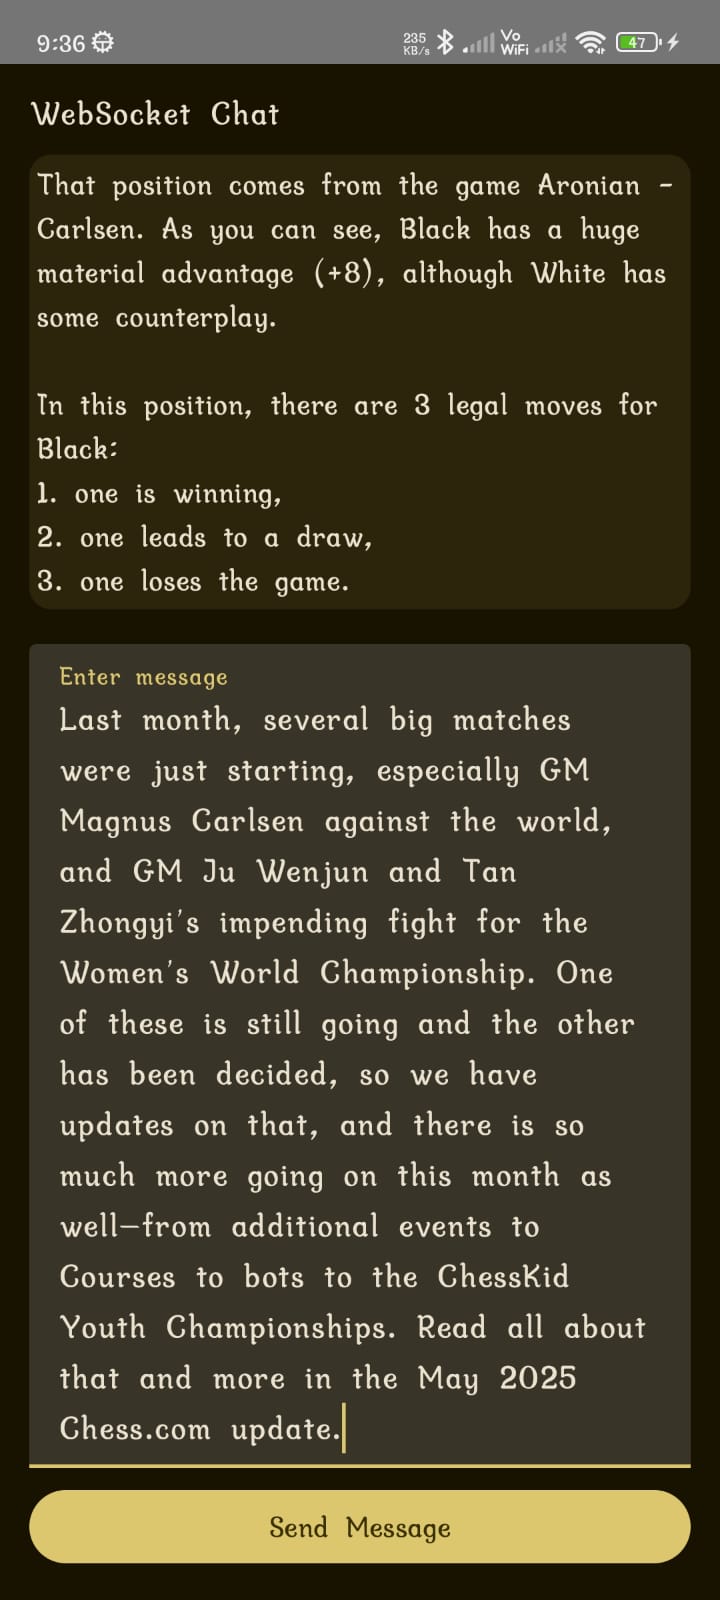 9:36
235
KB/s
Vo
WiFi
47
WebSocket Chat
That position comes from the game Aronian -
Carlsen. As you can see, Black has a huge
material advantage (+8), although White has
some counterplay.
In this position, there are 3 legal moves for
Black:
1. one is winning,
2. one leads to a draw,
3. one loses the game.
Enter message
Last month, several big matches
were just starting, especially GM
Magnus Carlsen against the world,
and GM Ju Wenjun and Tan
Zhongyi's impending fight for the
Women's World Championship. One
of these is still going and the other
has been decided, so we have
updates on that, and there is so
much more going on this month as
well—from additional events to
Courses to bots to the ChessKid
Youth Championships. Read all about
that and more in the May 2025
Chess.com update.
Send Message